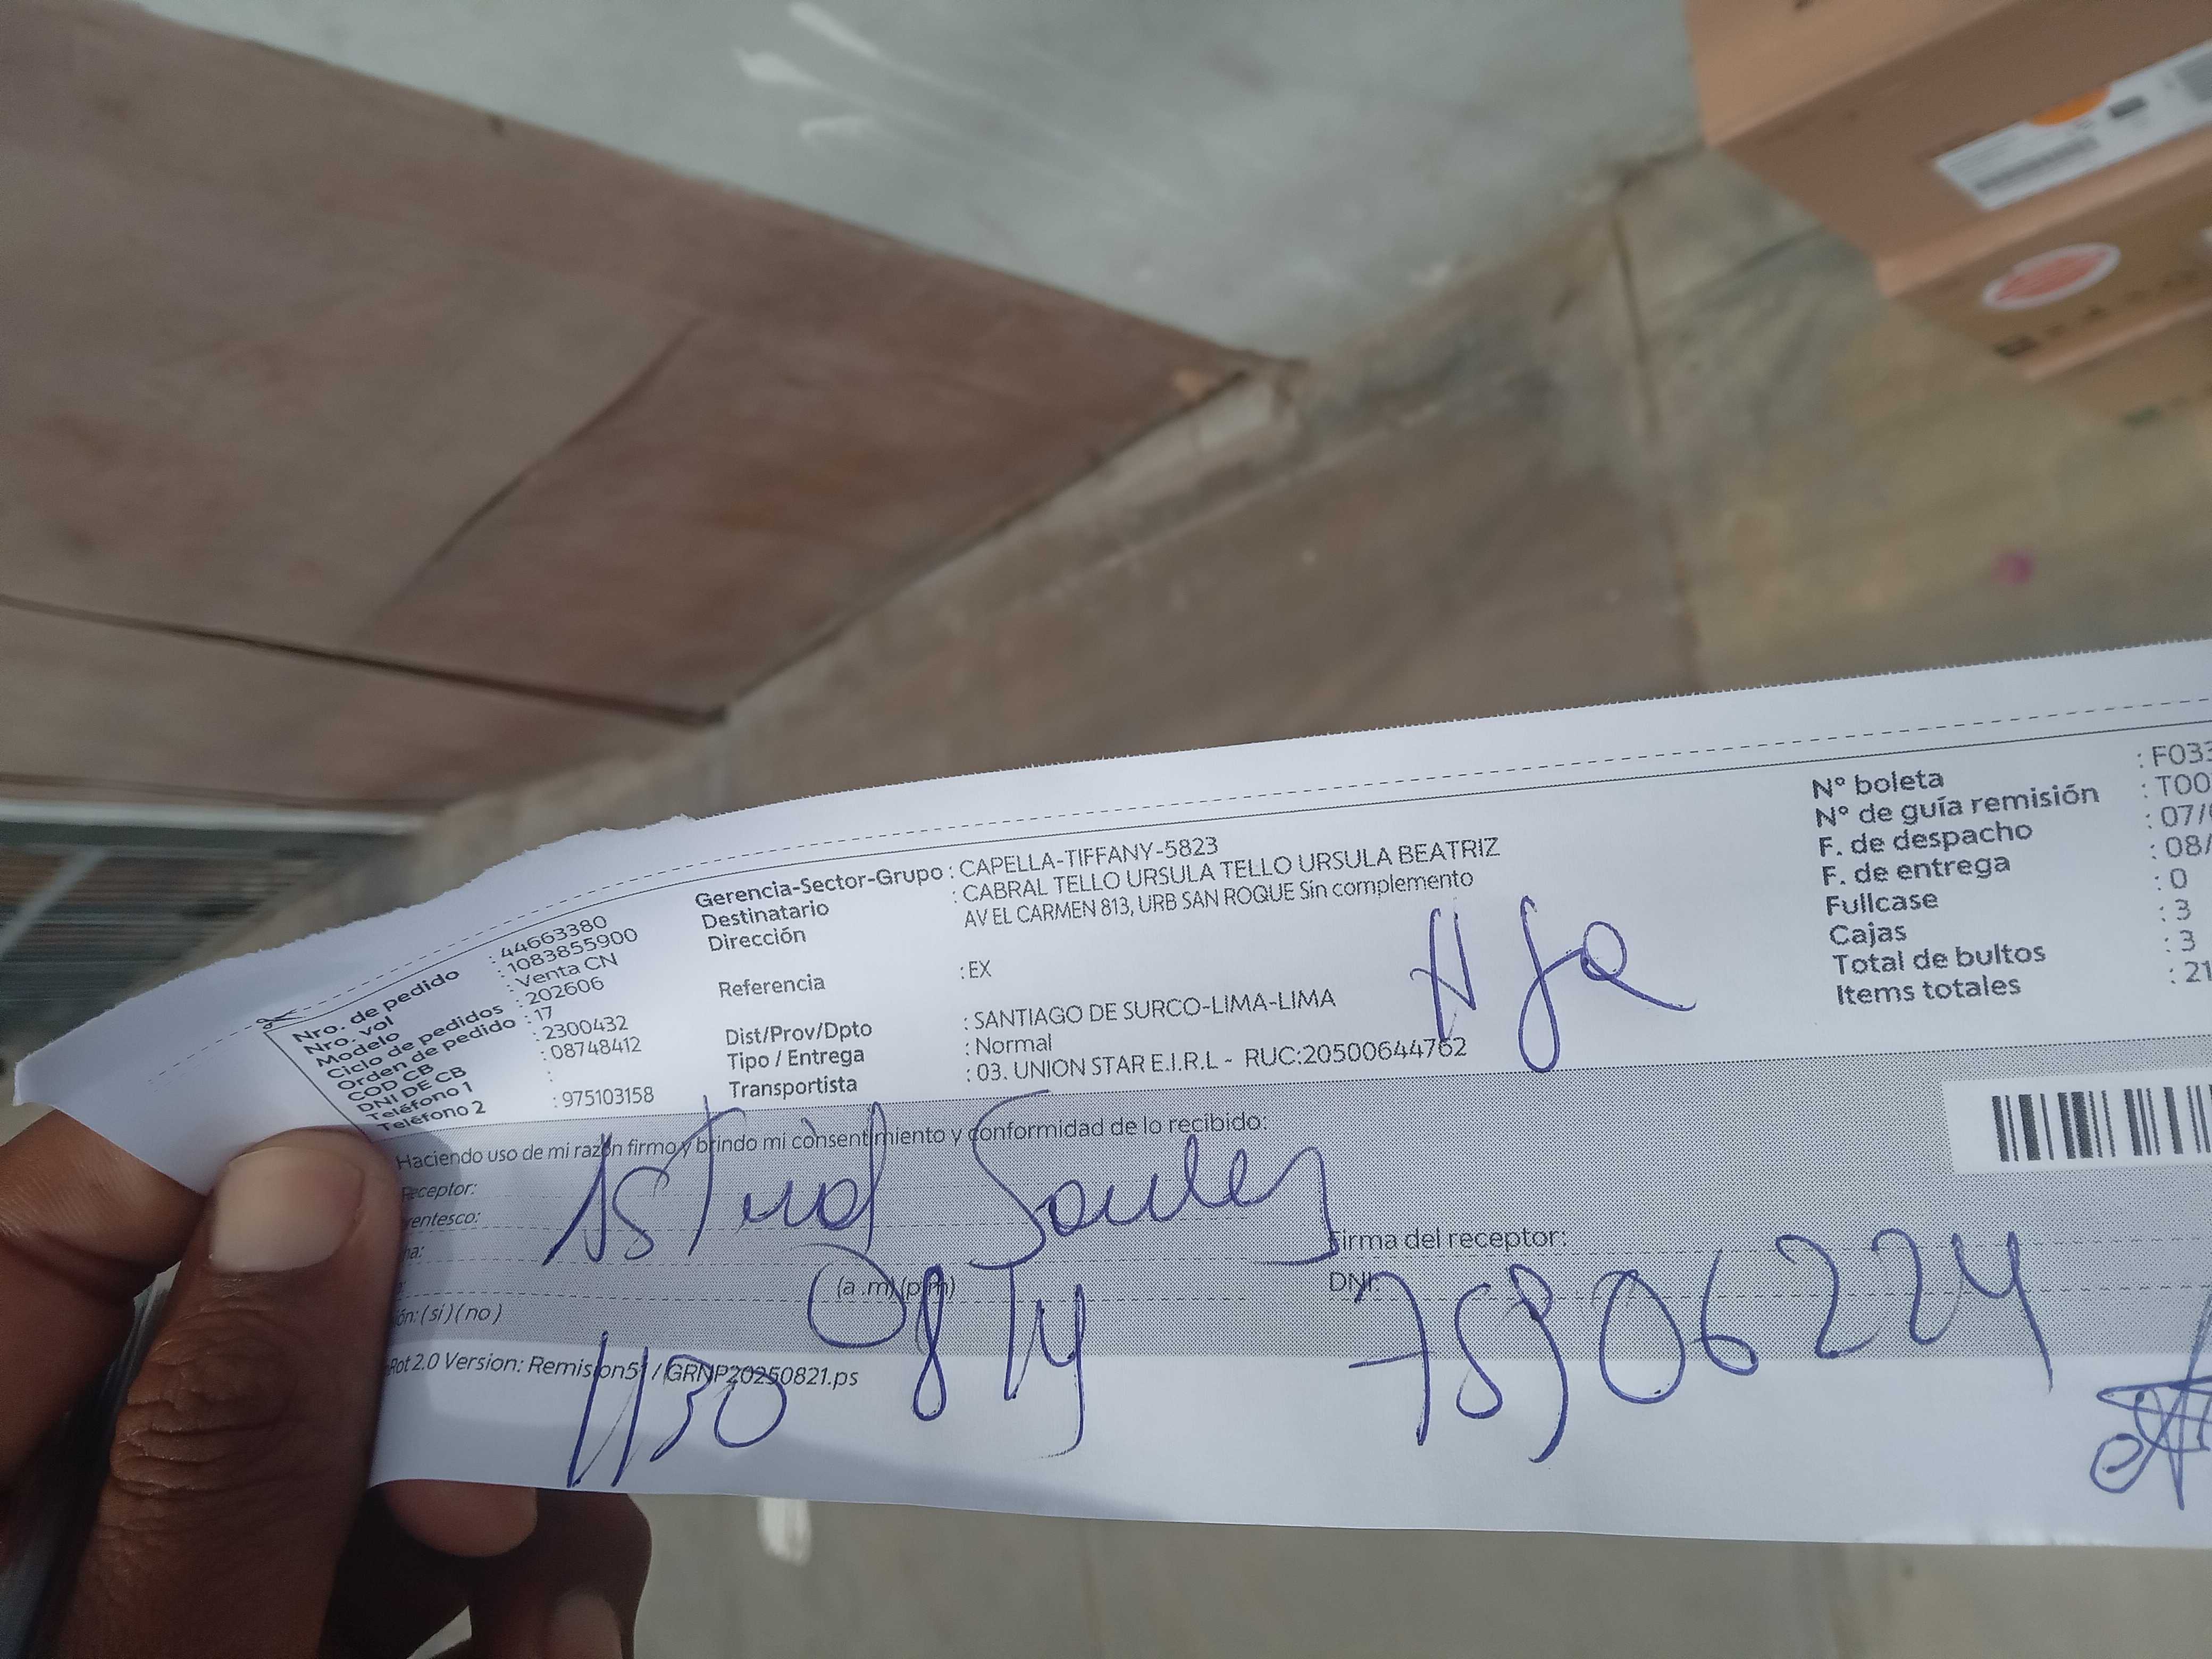 Nro. de pedido : 44663380
Nro. vol : 1083855900
Modelo : Venta CN
Ciclo de pedidos : 202606
Orden de pedido : 17
COD CB : 2300432
DNI DE CB : 08748412
Teléfono 1 :
Teléfono 2 : 975103158
Gerencia-Sector-Grupo : CAPELLA-TIFFANY-5823
Destinatario : CABRAL TELLO URSULA TELLO URSULA BEATRIZ
Dirección AV EL CARMEN 813, URB SAN ROQUE Sin complemento
Referencia : EX
Dist/Prov/Dpto : SANTIAGO DE SURCO-LIMA-LIMA
Tipo / Entrega : Normal
Transportista : 03. UNION STAR E.I.R.L - RUC:20500644762
N° boleta : F033
N° de guía remisión : T00
F. de despacho : 07/
F. de entrega : 08/
Fullcase : 0
Cajas : 3
Total de bultos : 3
Items totales : 21
Haciendo uso de mi razón firmo y brindo mi consentimiento y conformidad de lo recibido:
Receptor: Astrid
rentesco:
ha:
Firma del receptor:
(a .m) (p.m)
DNI: 75906224
ón: ( si ) ( no )
1130
Rot 2.0 Version: Remision51 / GRNP20250821.ps